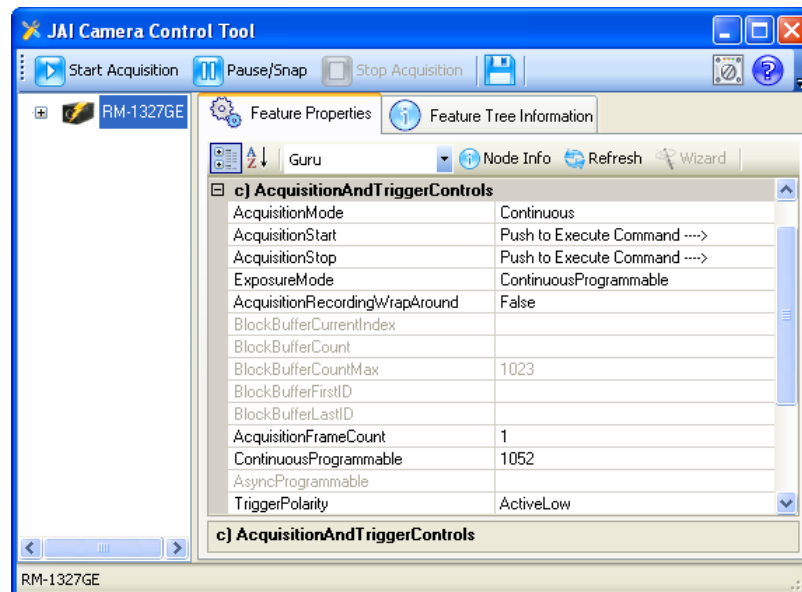 JAI Camera Control Tool
Start Acquisition Pause/Snap Stop Acquisition
RM-1327GE
Feature Properties Feature Tree Information
Guru Node Info Refresh Wizard
c) AcquisitionAndTriggerControls
AcquisitionMode Continuous
AcquisitionStart Push to Execute Command ---->
AcquisitionStop Push to Execute Command ---->
ExposureMode ContinuousProgrammable
AcquisitionRecordingWrapAround False
BlockBufferCurrentIndex
BlockBufferCount
BlockBufferCountMax 1023
BlockBufferFirstID
BlockBufferLastID
AcquisitionFrameCount 1
ContinuousProgrammable 1052
AsyncProgrammable
TriggerPolarity ActiveLow
c) AcquisitionAndTriggerControls
RM-1327GE